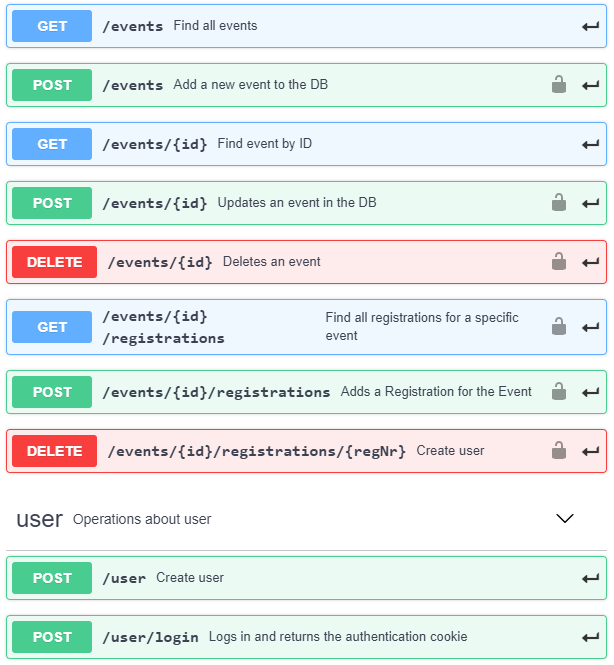 GET /events Find all events
POST /events Add a new event to the DB
GET /events/{id} Find event by ID
POST /events/{id} Updates an event in the DB
DELETE /events/{id} Deletes an event
GET /events/{id}
/registrations
Find all registrations for a specific
event
POST /events/{id}/registrations Adds a Registration for the Event
DELETE /events/{id}/registrations/{regNr} Create user
user Operations about user
POST /user Create user
POST /user/login Logs in and returns the authentication cookie